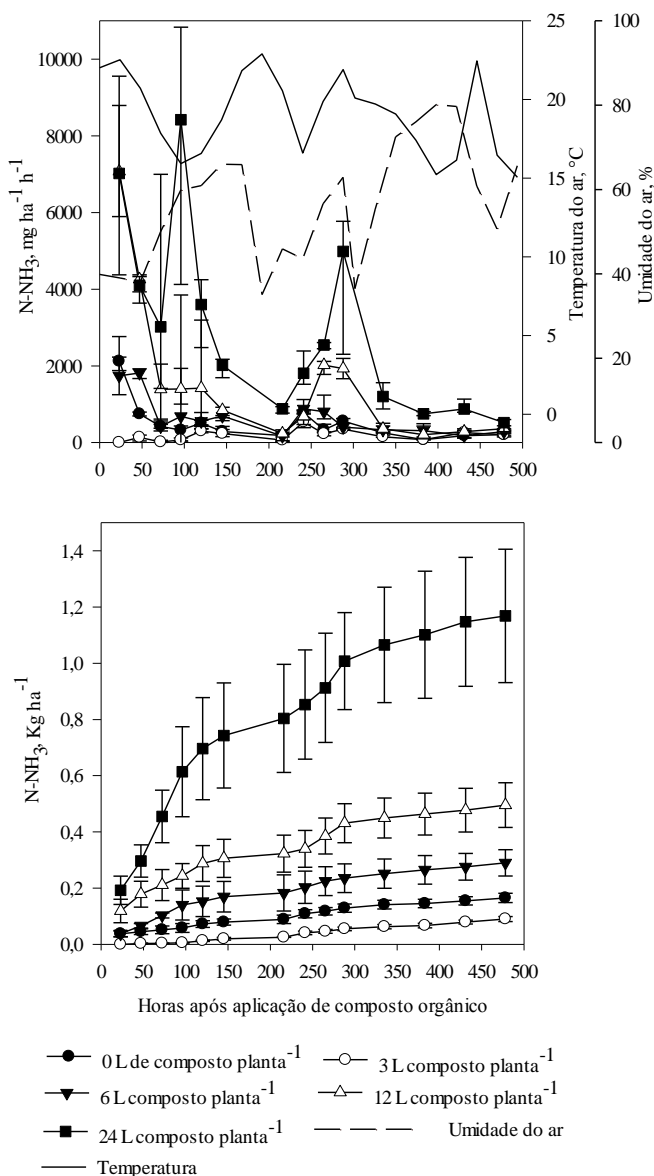 10000
8000
6000
4000
2000
0
N-NH3, mg ha-1 h-1
25
20
15
10
5
0
Temperatura do ar, °C
100
80
60
40
20
0
Umidade do ar, %
0 50 100 150 200 250 300 350 400 450 500
1,4
1,2
1,0
0,8
0,6
0,4
0,2
0,0
N-NH3, Kg ha-1
0 50 100 150 200 250 300 350 400 450 500
Horas após aplicação de composto orgânico
0 L de composto planta-1 3 L composto planta-1
6 L composto planta-1 12 L composto planta-1
24 L composto planta-1 Umidade do ar
Temperatura